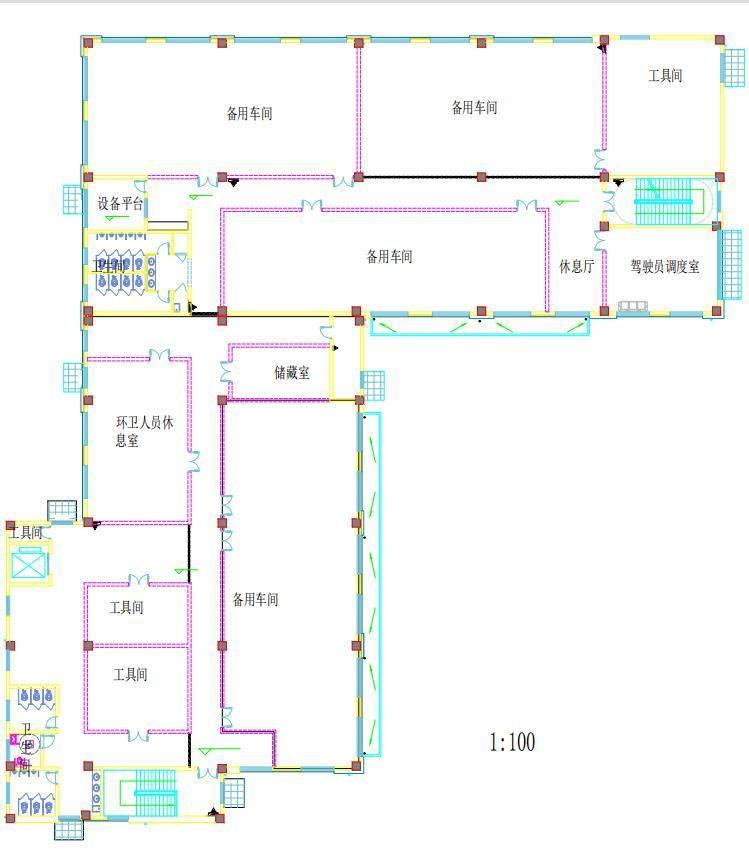 工具间
备用车间
备用车间
设备平台
卫生间
备用车间
休息厅
驾驶员调度室
储藏室
环卫人员休
息室
工具间
工具间
备用车间
工具间
卫
生
间
1:100